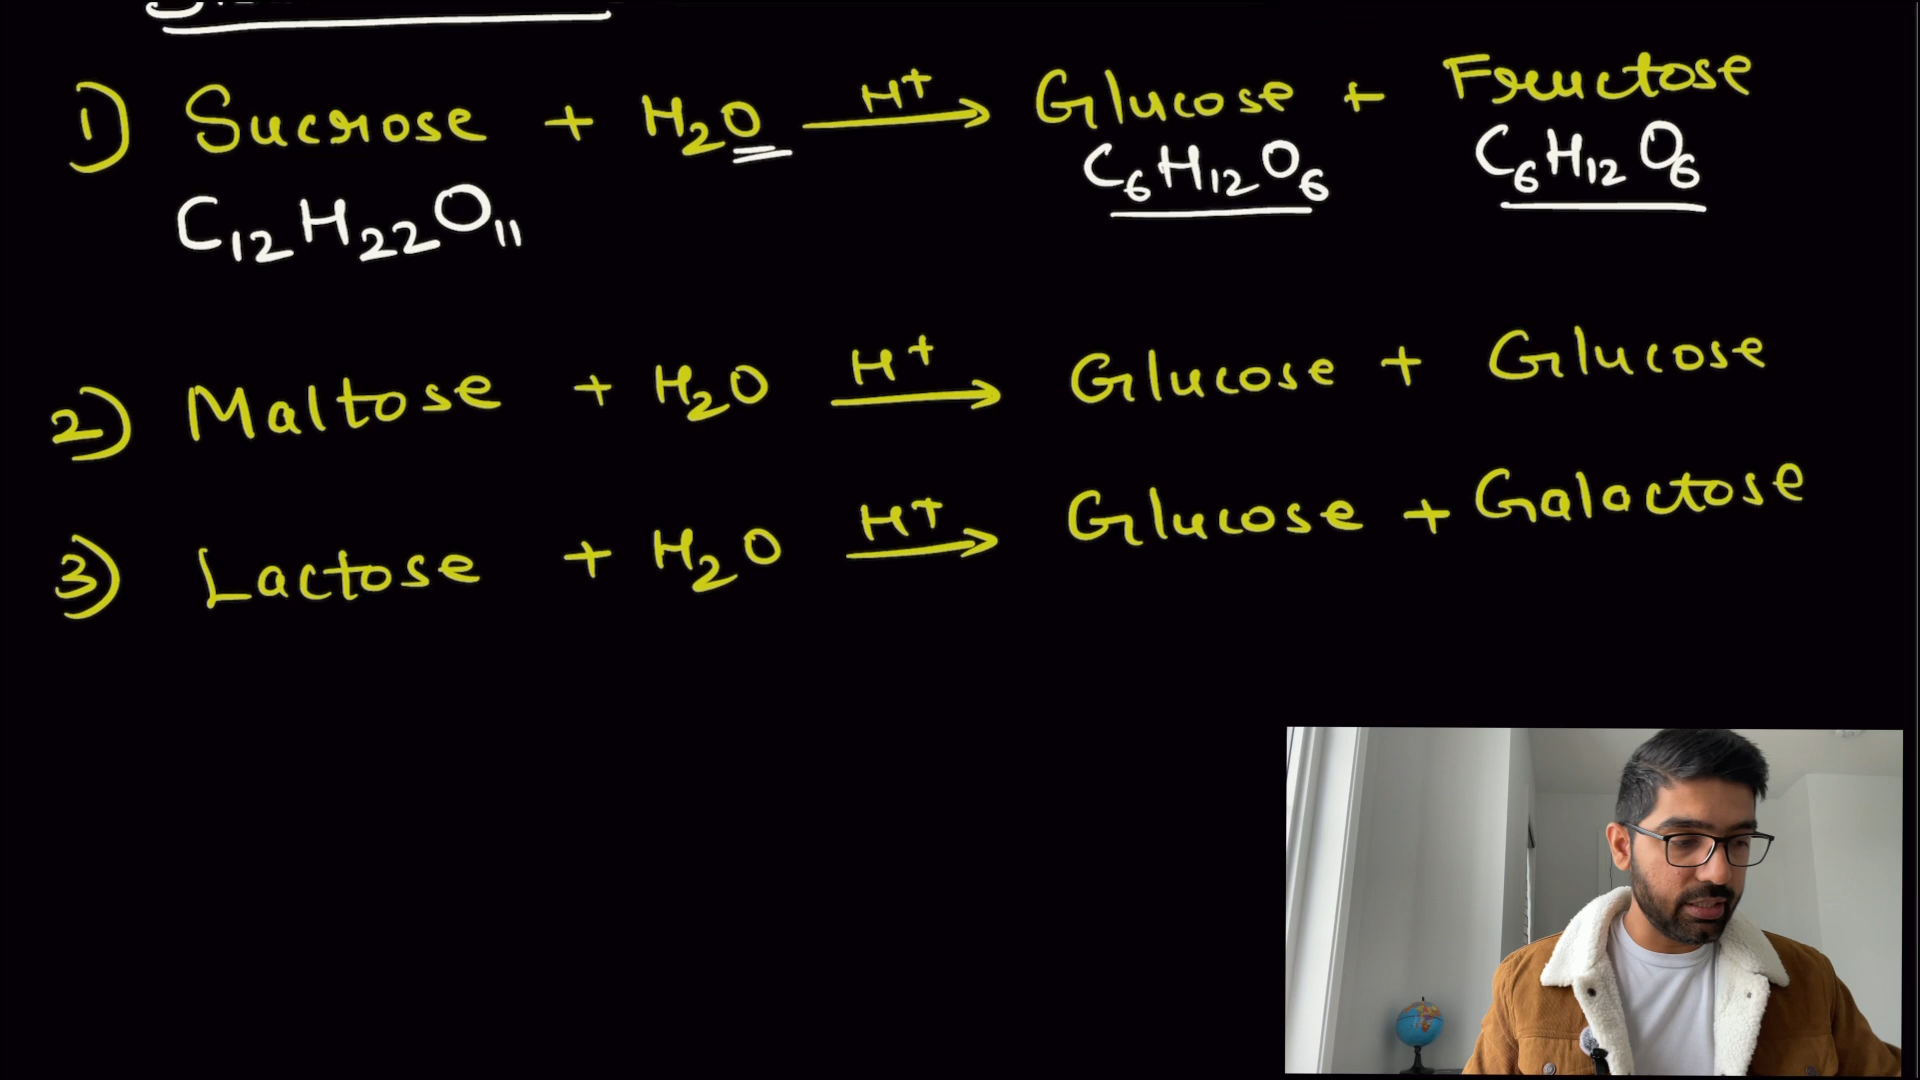 1) Sucrose + H₂O H⁺→ Glucose + Fructose
C₁₂H₂₂O₁₁ C₆H₁₂O₆ C₆H₁₂O₆
2) Maltose + H₂O H⁺→ Glucose + Glucose
3) Lactose + H₂O H⁺→ Glucose + Galactose